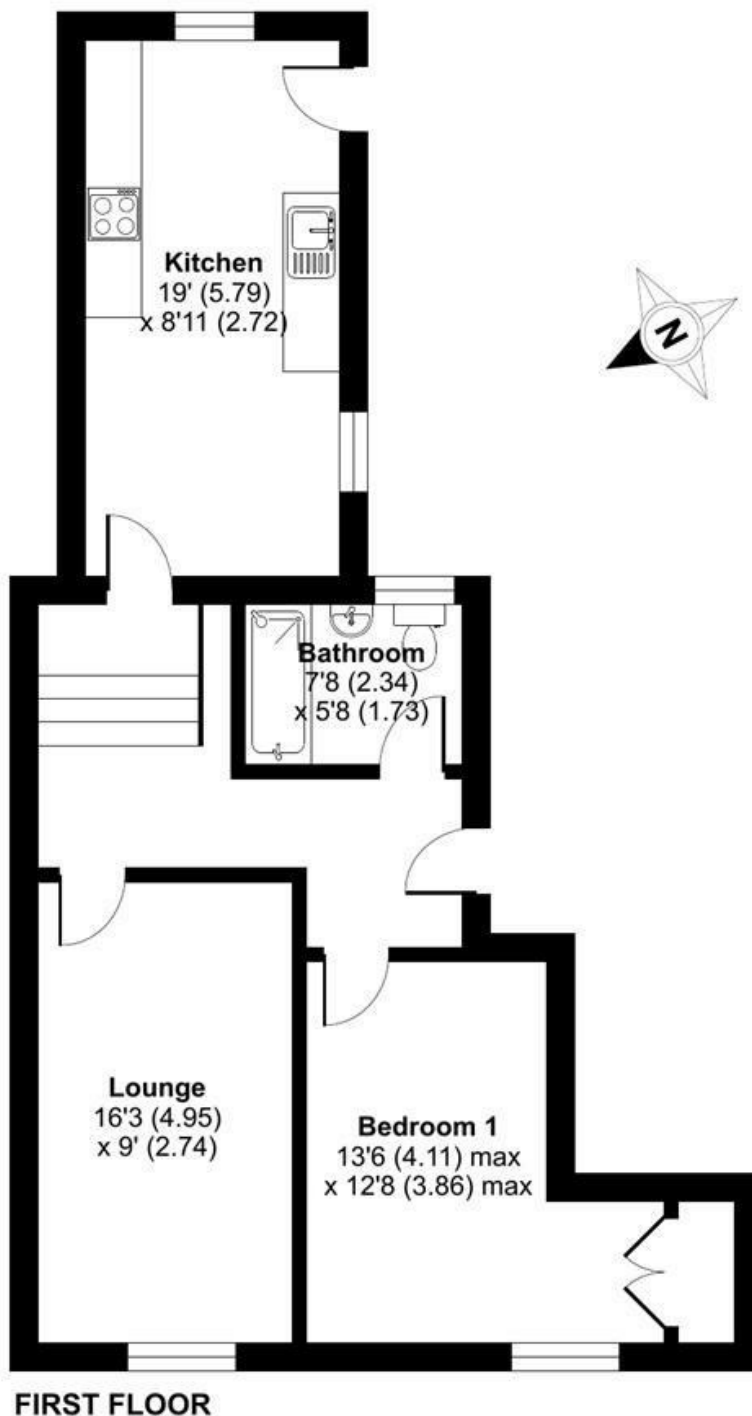 Kitchen
19' (5.79)
x 8'11 (2.72)
N
Bathroom
7'8 (2.34)
x 5'8 (1.73)
Lounge
16'3 (4.95)
x 9' (2.74)
Bedroom 1
13'6 (4.11) max
x 12'8 (3.86) max
FIRST FLOOR